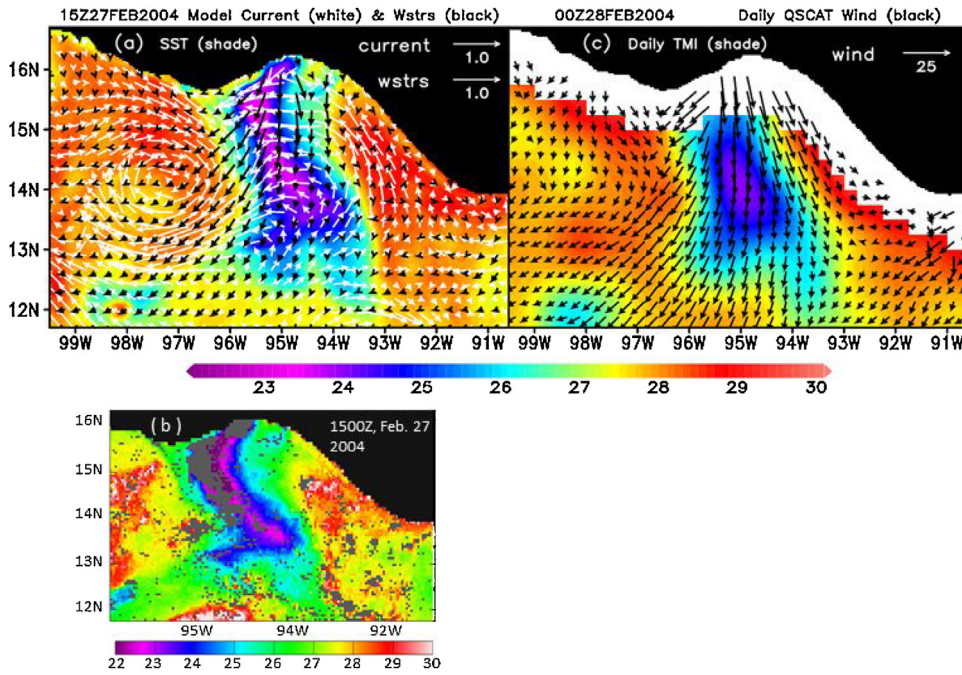 15Z27FEB2004 Model Current (white) & Wstrs (black)
00Z28FEB2004 Daily QSCAT Wind (black)
(a) SST (shade)
current
1.0
wstrs
1.0
(c) Daily TMI (shade)
wind
25
16N
15N
14N
13N
12N
99W 98W 97W 96W 95W 94W 93W 92W 91W
99W 98W 97W 96W 95W 94W 93W 92W 91W
23 24 25 26 27 28 29 30
(b)
1500Z, Feb. 27
2004
16N
15N
14N
13N
12N
95W 94W 92W
22 23 24 25 26 27 28 29 30